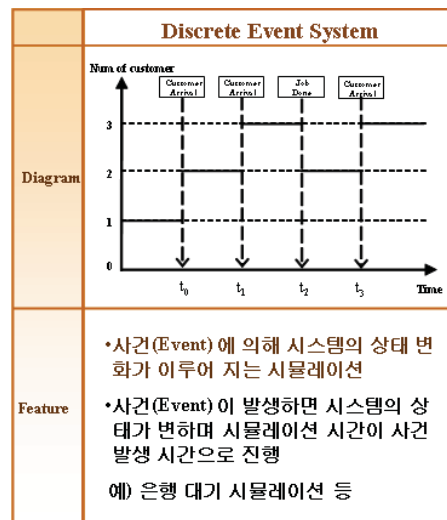 Discrete Event System
Num of customer
Customer Arrival
Customer Arrival
Job Done
Customer Arrival
3
2
1
0
t0
t1
t2
t3
Time
Diagram
Feature
•사건(Event) 에 의해 시스템의 상태 변
화가 이루어 지는 시뮬레이션
•사건(Event) 이 발생하면 시스템의 상
태가 변하며 시뮬레이션 시간이 사건
발생 시간으로 진행
예) 은행 대기 시뮬레이션 등